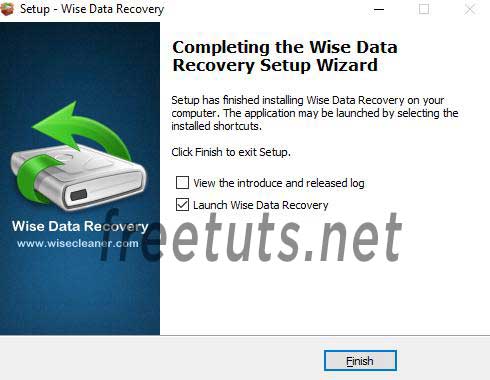 Setup - Wise Data Recovery
Completing the Wise Data
Recovery Setup Wizard
Setup has finished installing Wise Data Recovery on your
computer. The application may be launched by selecting the
installed shortcuts.
Click Finish to exit Setup.
View the introduce and released log
Launch Wise Data Recovery
Wise Data Recovery
www.wisecleaner.com
freetuts.net
Finish